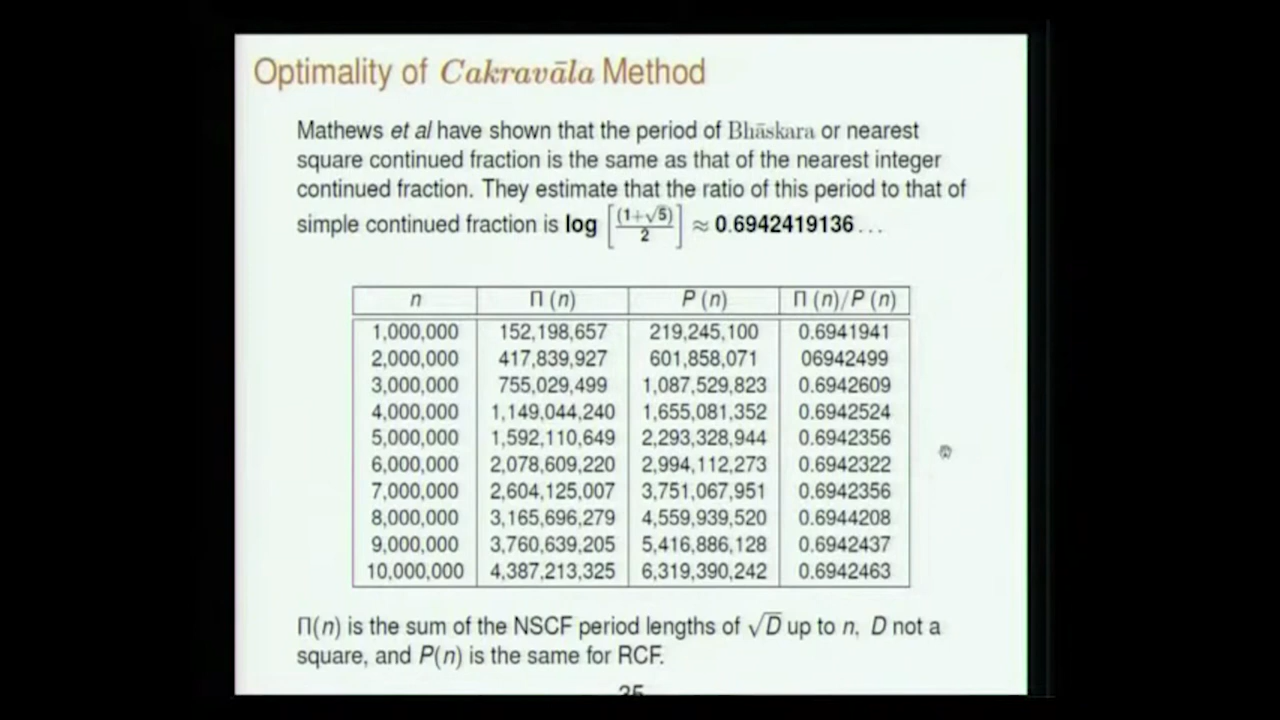 Optimality of Cakravāla Method
Mathews et al have shown that the period of Bhāskara or nearest
square continued fraction is the same as that of the nearest integer
continued fraction. They estimate that the ratio of this period to that of
simple continued fraction is log [(1+√5)/2] ≈ 0.6942419136...
n Π (n) P (n) Π (n)/P (n)
1,000,000 152,198,657 219,245,100 0.6941941
2,000,000 417,839,927 601,858,071 06942499
3,000,000 755,029,499 1,087,529,823 0.6942609
4,000,000 1,149,044,240 1,655,081,352 0.6942524
5,000,000 1,592,110,649 2,293,328,944 0.6942356
6,000,000 2,078,609,220 2,994,112,273 0.6942322
7,000,000 2,604,125,007 3,751,067,951 0.6942356
8,000,000 3,165,696,279 4,559,939,520 0.6944208
9,000,000 3,760,639,205 5,416,886,128 0.6942437
10,000,000 4,387,213,325 6,319,390,242 0.6942463
Π(n) is the sum of the NSCF period lengths of √D up to n, D not a
square, and P(n) is the same for RCF.